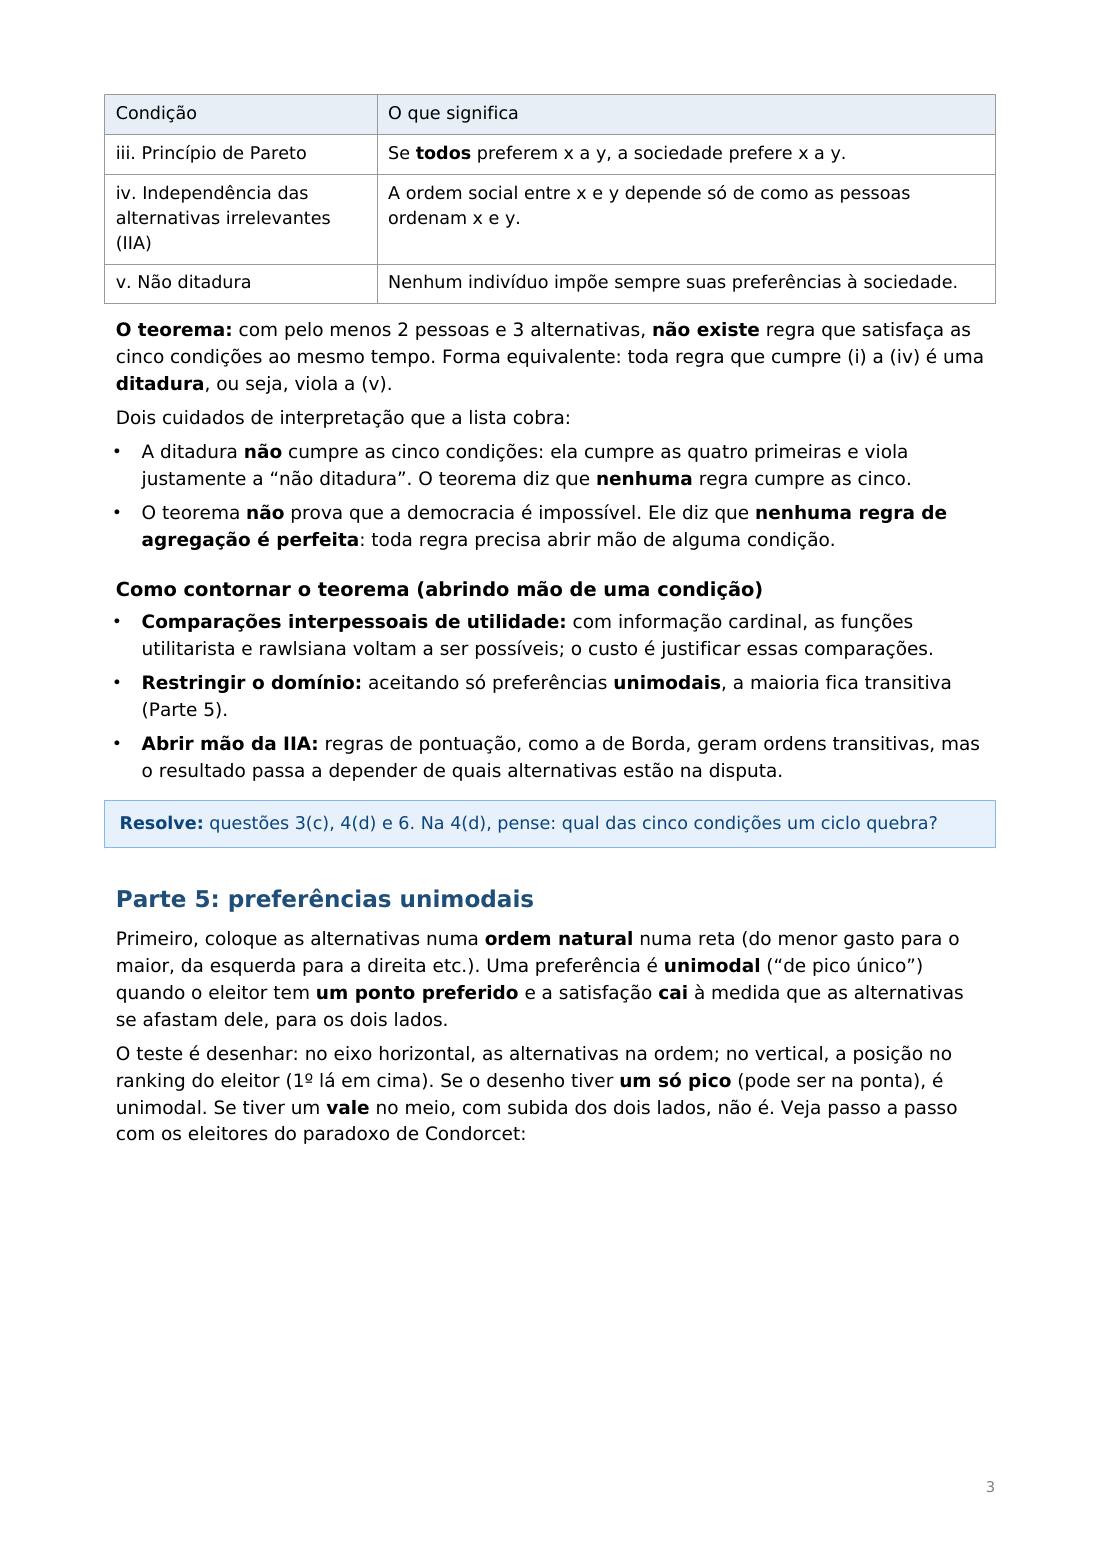 Condição
O que significa
iii. Princípio de Pareto
Se todos preferem x a y, a sociedade prefere x a y.
iv. Independência das
alternativas irrelevantes
(IIA)
A ordem social entre x e y depende só de como as pessoas
ordenam x e y.
v. Não ditadura
Nenhum indivíduo impõe sempre suas preferências à sociedade.
O teorema: com pelo menos 2 pessoas e 3 alternativas, não existe regra que satisfaça as
cinco condições ao mesmo tempo. Forma equivalente: toda regra que cumpre (i) a (iv) é uma
ditadura, ou seja, viola a (v).
Dois cuidados de interpretação que a lista cobra:
• A ditadura não cumpre as cinco condições: ela cumpre as quatro primeiras e viola
justamente a “não ditadura”. O teorema diz que nenhuma regra cumpre as cinco.
• O teorema não prova que a democracia é impossível. Ele diz que nenhuma regra de
agregação é perfeita: toda regra precisa abrir mão de alguma condição.
Como contornar o teorema (abrindo mão de uma condição)
• Comparações interpessoais de utilidade: com informação cardinal, as funções
utilitarista e rawlsiana voltam a ser possíveis; o custo é justificar essas comparações.
• Restringir o domínio: aceitando só preferências unimodais, a maioria fica transitiva
(Parte 5).
• Abrir mão da IIA: regras de pontuação, como a de Borda, geram ordens transitivas, mas
o resultado passa a depender de quais alternativas estão na disputa.
Resolve: questões 3(c), 4(d) e 6. Na 4(d), pense: qual das cinco condições um ciclo quebra?
Parte 5: preferências unimodais
Primeiro, coloque as alternativas numa ordem natural numa reta (do menor gasto para o
maior, da esquerda para a direita etc.). Uma preferência é unimodal (“de pico único”)
quando o eleitor tem um ponto preferido e a satisfação cai à medida que as alternativas
se afastam dele, para os dois lados.
O teste é desenhar: no eixo horizontal, as alternativas na ordem; no vertical, a posição no
ranking do eleitor (1º lá em cima). Se o desenho tiver um só pico (pode ser na ponta), é
unimodal. Se tiver um vale no meio, com subida dos dois lados, não é. Veja passo a passo
com os eleitores do paradoxo de Condorcet:
3